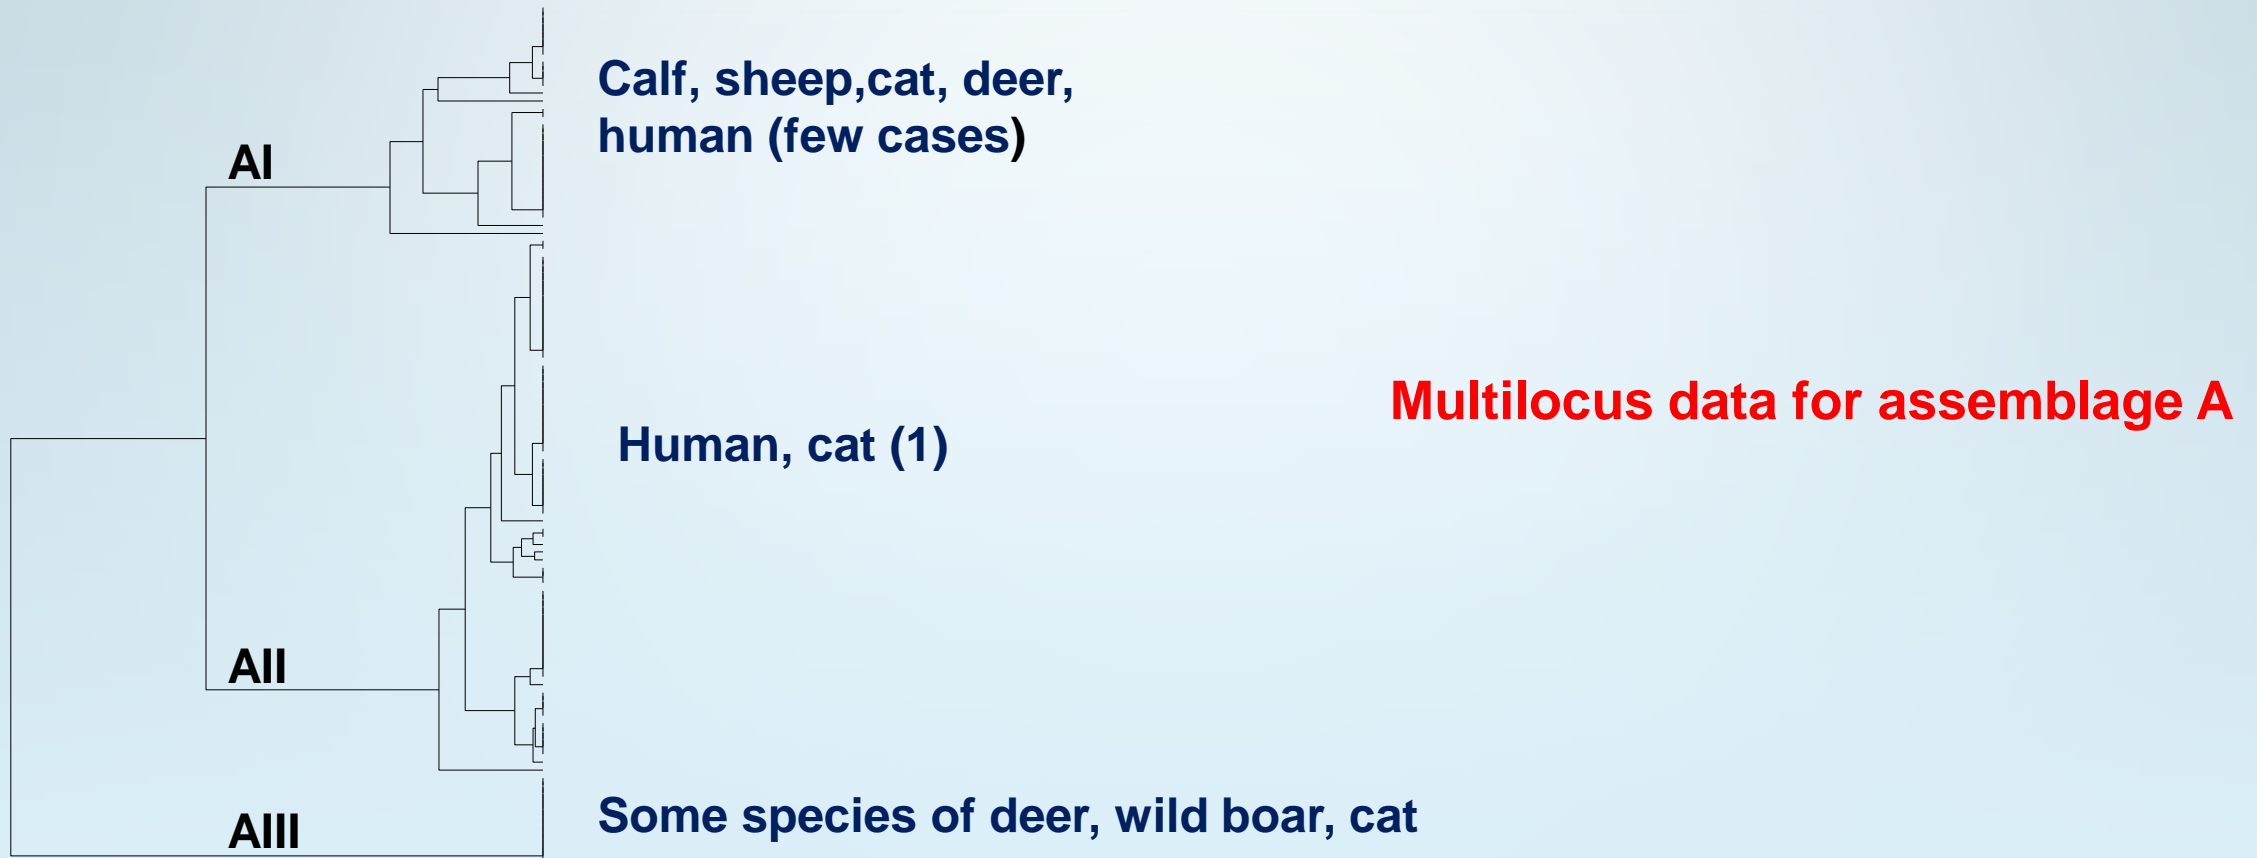 Calf, sheep,cat, deer,
human (few cases)
AI
Multilocus data for assemblage A
Human, cat (1)
AII
Some species of deer, wild boar, cat
AIII